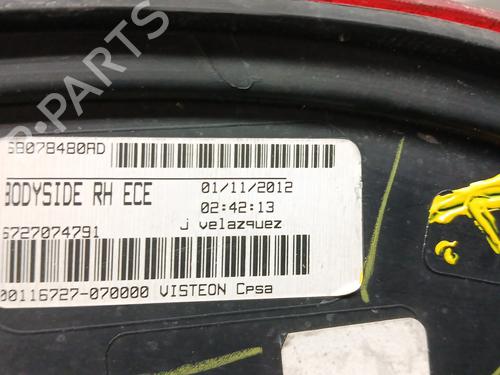 68078480AD
BODYSIDE RH ECE 01/11/2012
02:42:13
6727074791 j velazquez
00116727-070000 VISTEON Cpsa
B-PARTS